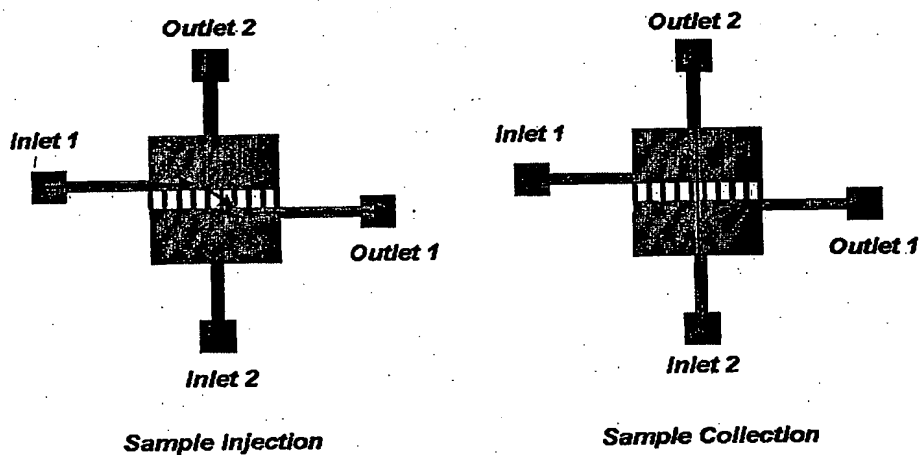 Outlet 2
Inlet 1
Outlet 1
Inlet 2
Sample Injection
Outlet 2
Inlet 1
Outlet 1
Inlet 2
Sample Collection